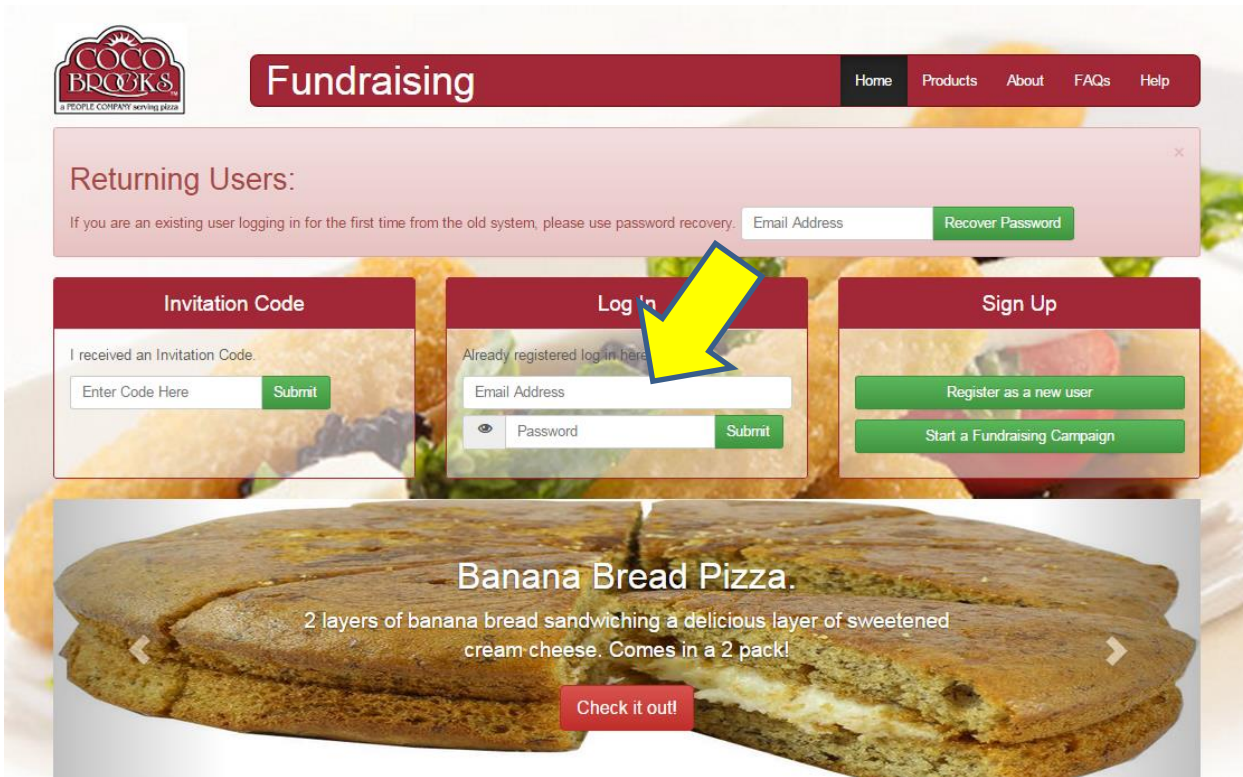 COCO
BROOKS
a PEOPLE COMPANY serving pizza
Fundraising
Home Products About FAQs Help
×
Returning Users:
If you are an existing user logging in for the first time from the old system, please use password recovery. Email Address Recover Password
Invitation Code
I received an Invitation Code.
Enter Code Here Submit
Log In
Already registered log in here
Email Address
Password Submit
Sign Up
Register as a new user
Start a Fundraising Campaign
Banana Bread Pizza.
2 layers of banana bread sandwiching a delicious layer of sweetened
cream cheese. Comes in a 2 pack!
Check it out!